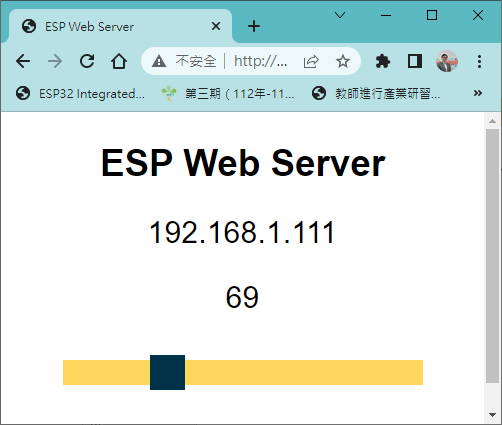 ESP Web Server
不安全 | http://...
ESP32 Integrated... 第三期（112年-11... 教師進行產業研習...
ESP Web Server
192.168.1.111
69